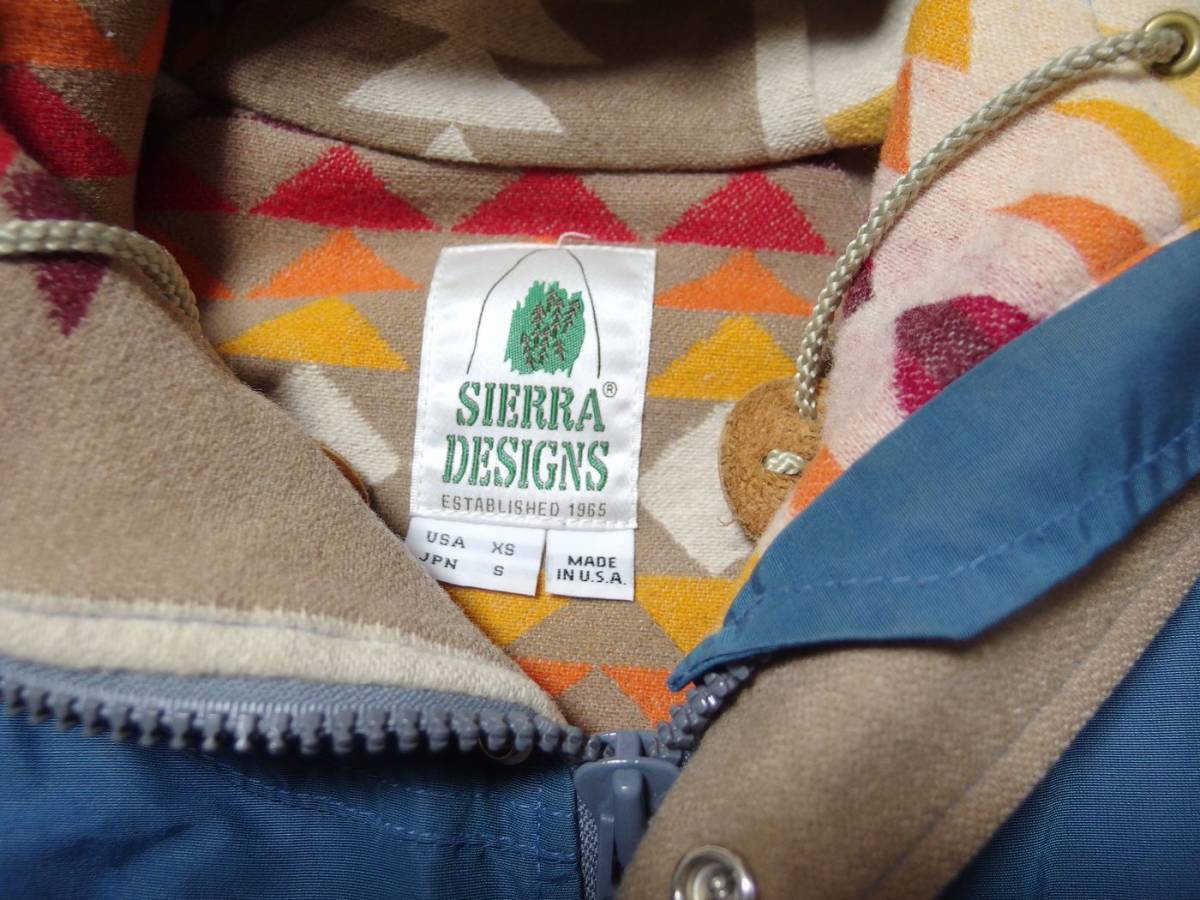 SIERRA®
DESIGNS
ESTABLISHED 1965
USA XS
JPN S
MADE
IN U.S.A.